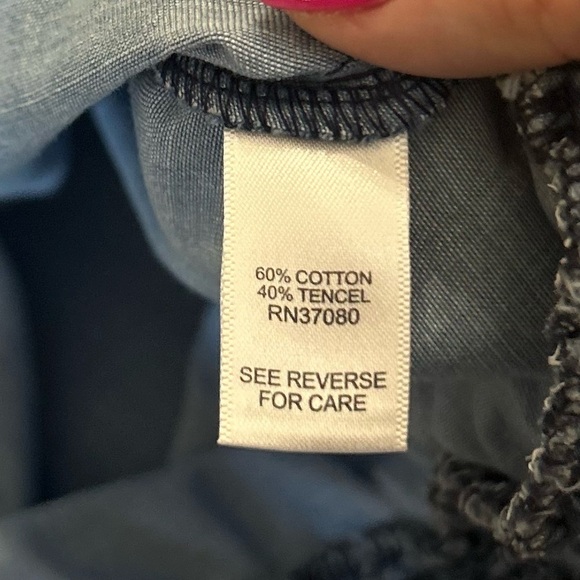 60% COTTON
40% TENCEL
RN37080
SEE REVERSE
FOR CARE